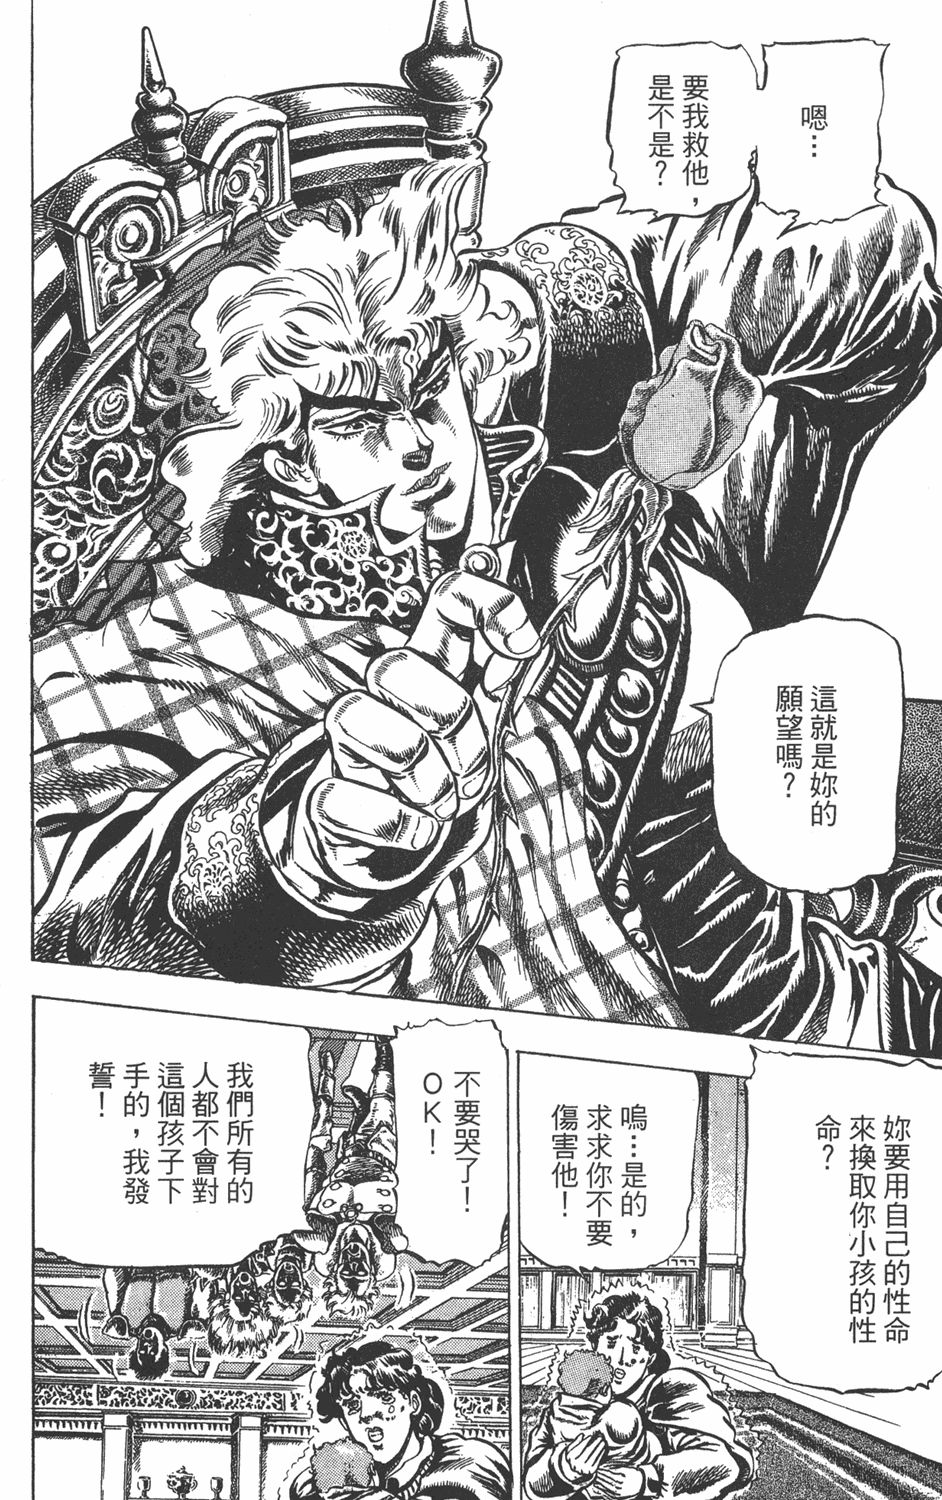 嗯…
要我救他，
是不是？
這就是妳的
願望嗎？
妳要用自己的性命
來換取你小孩的性
命？
嗚…是的，
求求你不要
傷害他！
不要哭了！
OK！
我們所有的
人都不會對
這個孩子下
手的，我發
誓！